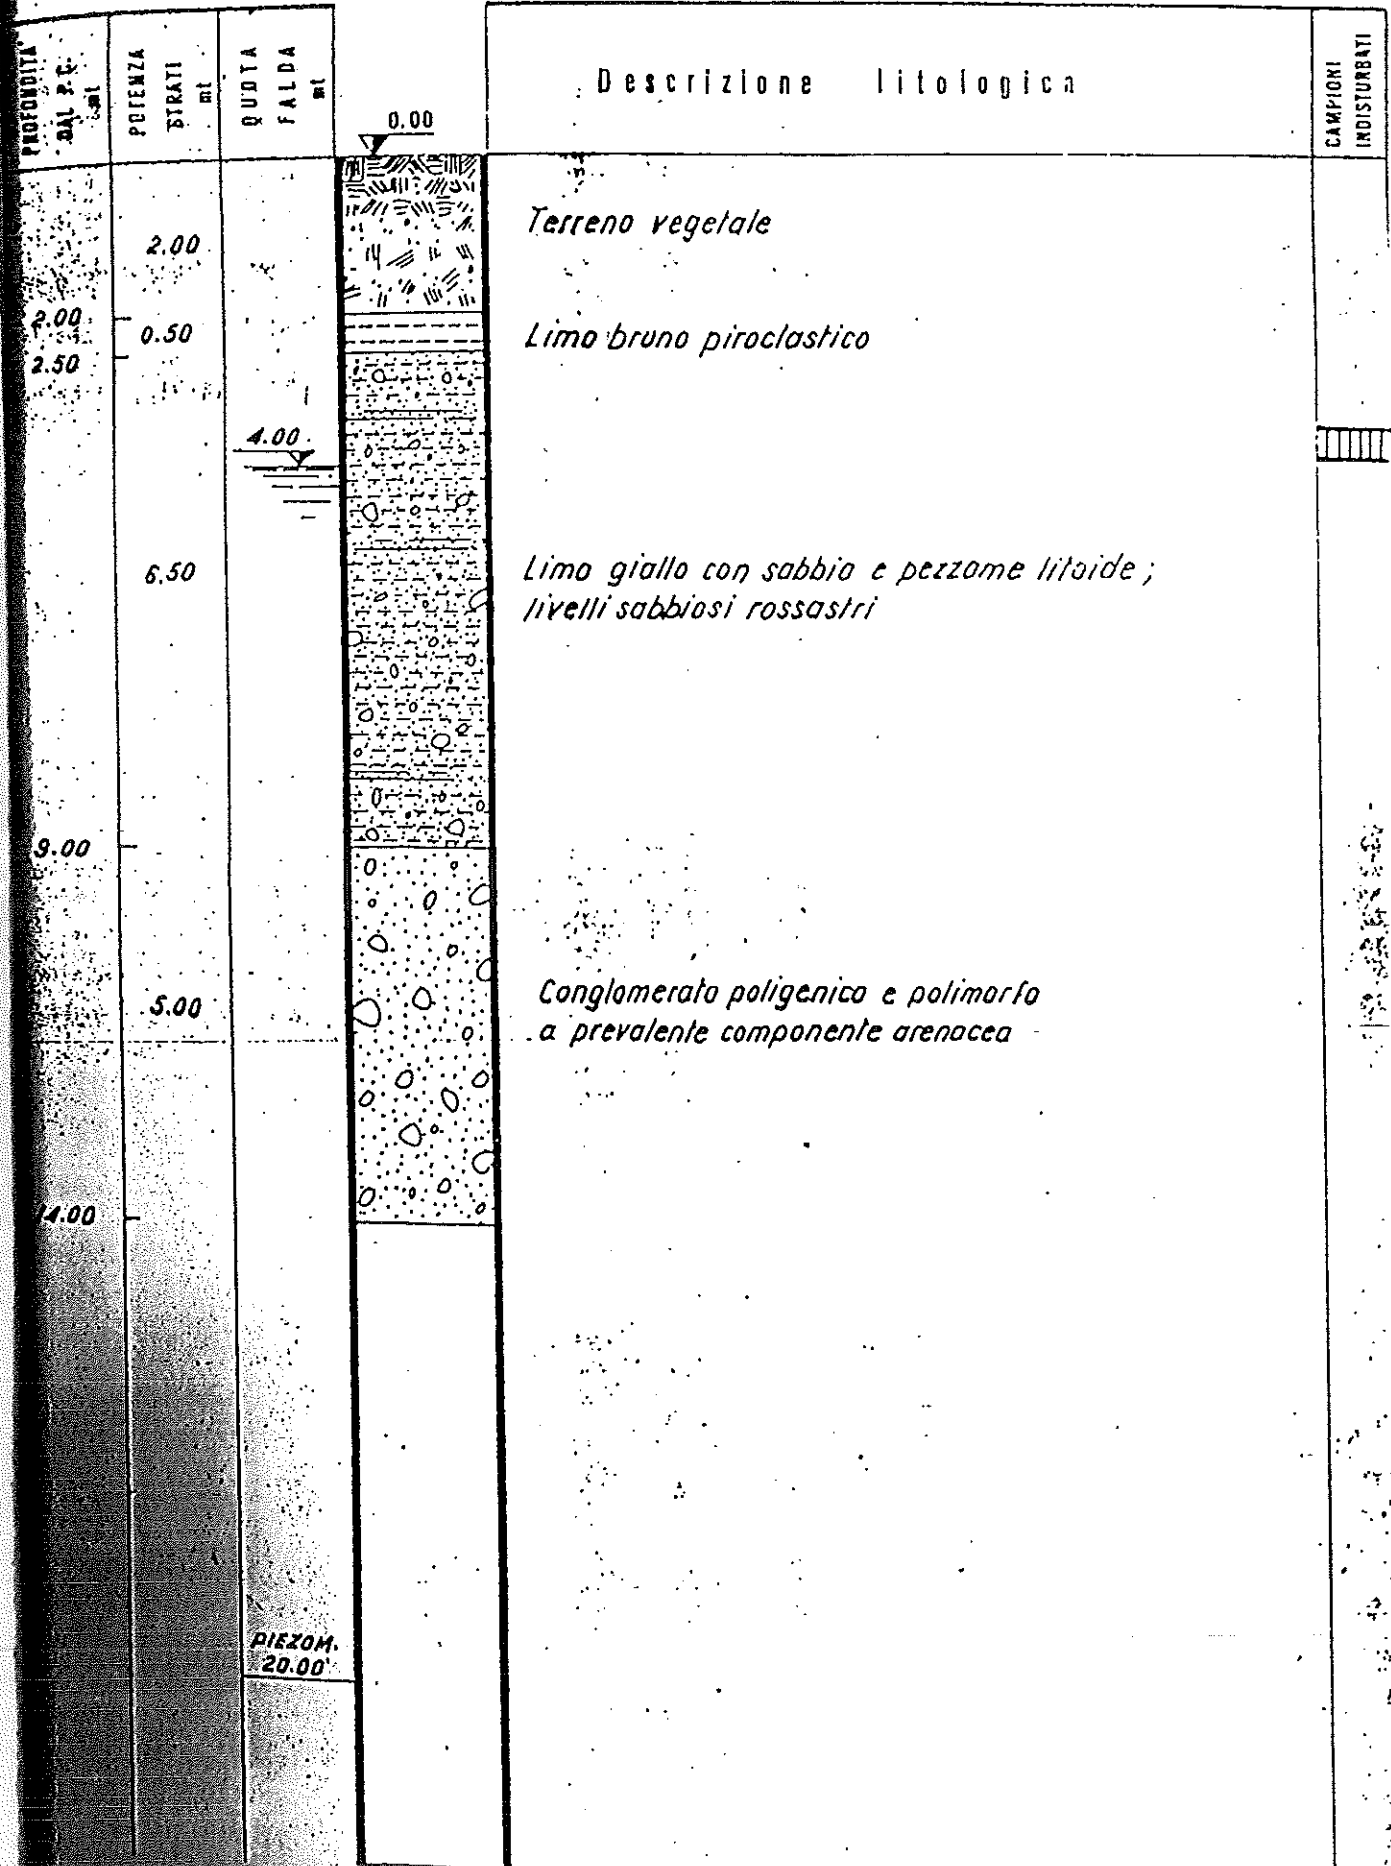 PROFONDITA'
DAL P.C.
mt
POTENZA
STRATI
mt
QUOTA
FALDA
mt
0.00
Descrizione litologica
CAMPIONI
INDISTURBATI
Terreno vegetale
2.00
2.00
0.50
Limo bruno piroclastico
2.50
4.00
6.50
Limo giallo con sabbia e pezzame litoide;
livelli sabbiosi rossastri
9.00
5.00
Conglomerato poligenico e polimorfo
a prevalente componente arenacea
14.00
PIEZOM.
20.00